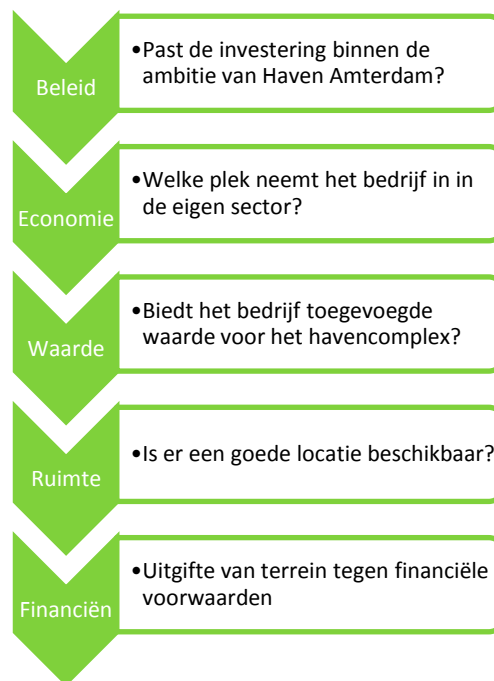 Beleid
•Past de investering binnen de
ambitie van Haven Amsterdam?
Economie
•Welke plek neemt het bedrijf in in
de eigen sector?
Waarde
•Biedt het bedrijf toegevoegde
waarde voor het havencomplex?
Ruimte
•Is er een goede locatie beschikbaar?
Financiën
•Uitgifte van terrein tegen financiële
voorwaarden